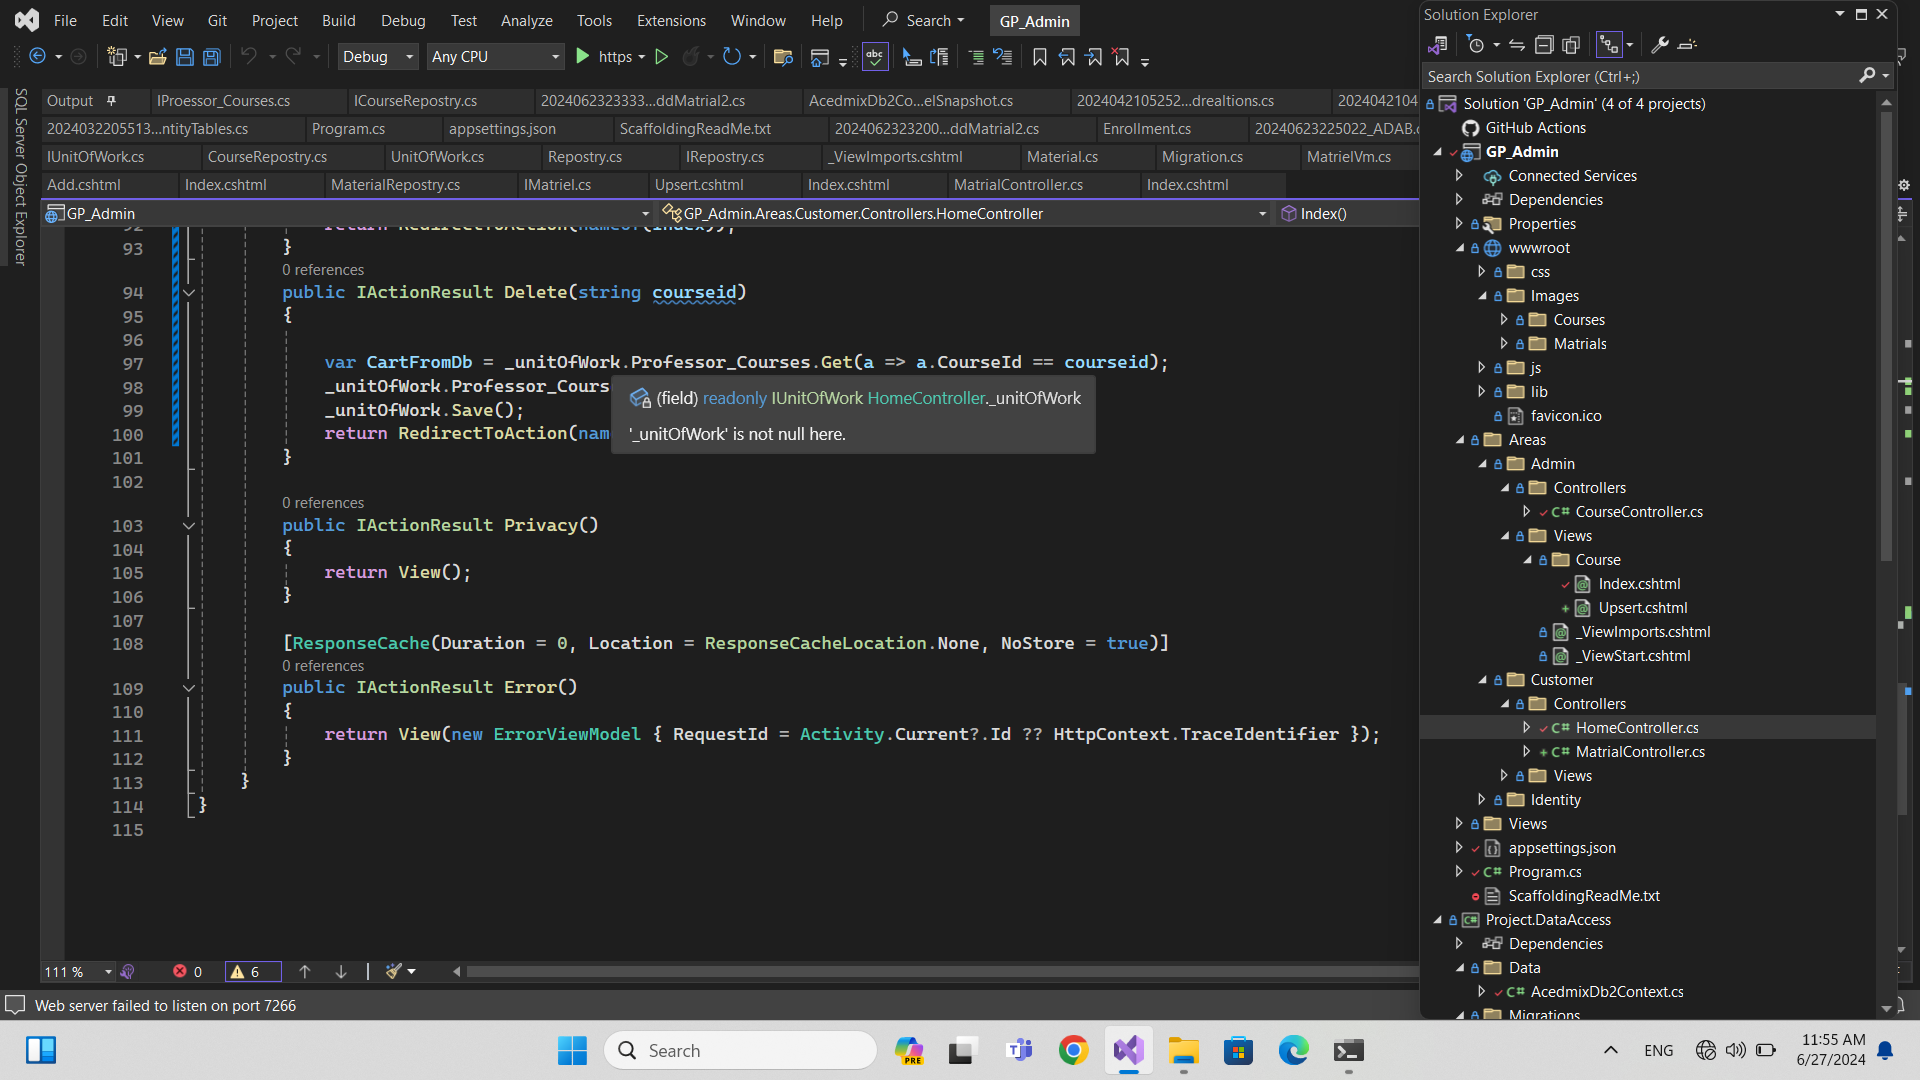 File Edit View Git Project Build Debug Test Analyze Tools Extensions Window Help Search GP_Admin
Debug Any CPU https
SQL Server Object Explorer
Output IProessor_Courses.cs ICourseRepostry.cs 2024062323333...ddMatrial2.cs AcedmixDb2Co...elSnapshot.cs 2024042105252...drealtions.cs 2024042104
2024032205513...ntityTables.cs Program.cs appsettings.json ScaffoldingReadMe.txt 2024062323200...ddMatrial2.cs Enrollment.cs 20240623225022_ADAB.c
IUnitOfWork.cs CourseRepostry.cs UnitOfWork.cs Repostry.cs IRepostry.cs _ViewImports.cshtml Material.cs Migration.cs MatrielVm.cs
Add.cshtml Index.cshtml MaterialRepostry.cs IMatriel.cs Upsert.cshtml Index.cshtml MatrialController.cs Index.cshtml
GP_Admin GP_Admin.Areas.Customer.Controllers.HomeController Index()
92 return RedirectToAction(nameof(Index));
93 }
0 references
94 public IActionResult Delete(string courseid)
95 {
96
97 var CartFromDb = _unitOfWork.Professor_Courses.Get(a => a.CourseId == courseid);
98 _unitOfWork.Professor_Cours
(field) readonly IUnitOfWork HomeController._unitOfWork
'_unitOfWork' is not null here.
99 _unitOfWork.Save();
100 return RedirectToAction(nam
101 }
102
0 references
103 public IActionResult Privacy()
104 {
105 return View();
106 }
107
108 [ResponseCache(Duration = 0, Location = ResponseCacheLocation.None, NoStore = true)]
0 references
109 public IActionResult Error()
110 {
111 return View(new ErrorViewModel { RequestId = Activity.Current?.Id ?? HttpContext.TraceIdentifier });
112 }
113 }
114 }
115
111 % 0 6
Web server failed to listen on port 7266
Solution Explorer
Search Solution Explorer (Ctrl+;)
Solution 'GP_Admin' (4 of 4 projects)
GitHub Actions
GP_Admin
Connected Services
Dependencies
Properties
wwwroot
css
Images
Courses
Matrials
js
lib
favicon.ico
Areas
Admin
Controllers
C# CourseController.cs
Views
Course
Index.cshtml
Upsert.cshtml
_ViewImports.cshtml
_ViewStart.cshtml
Customer
Controllers
C# HomeController.cs
C# MatrialController.cs
Views
Identity
Views
appsettings.json
C# Program.cs
ScaffoldingReadMe.txt
Project.DataAccess
Dependencies
Data
C# AcedmixDb2Context.cs
Migrations
Search PRE ENG 11:55 AM
6/27/2024